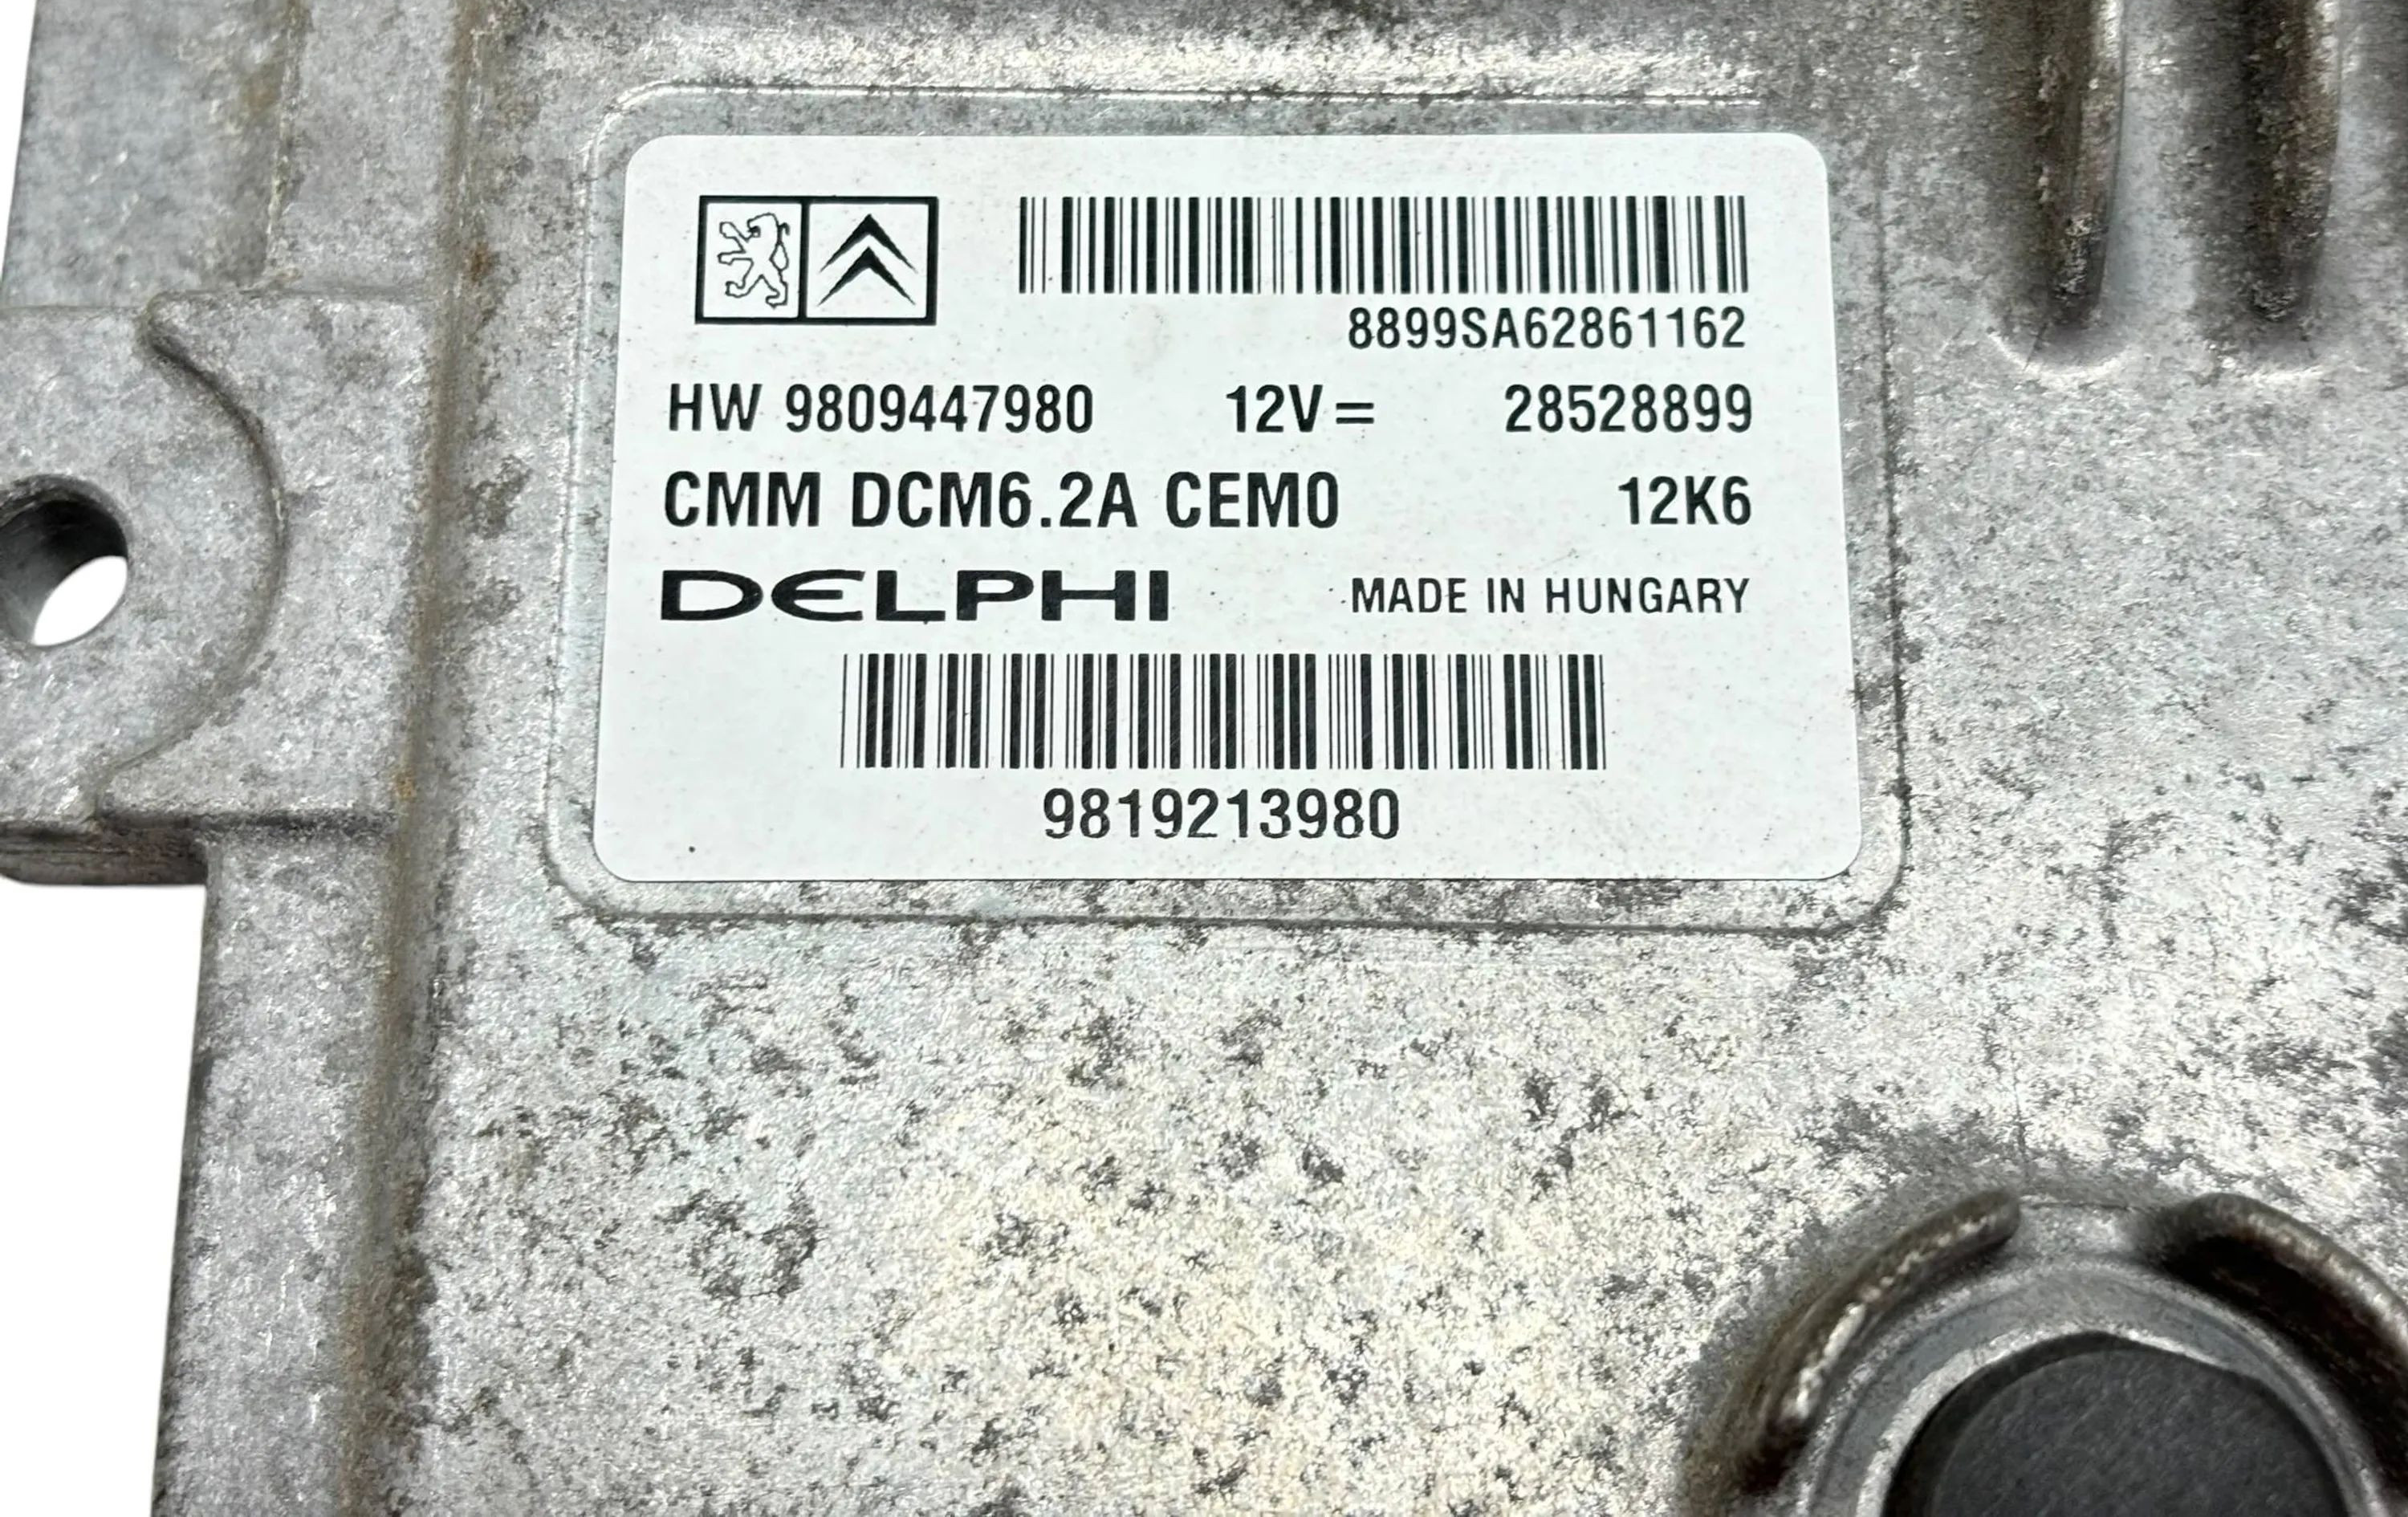 8899SA62861162
HW 9809447980 12V= 28528899
CMM DCM6.2A CEM0 12K6
DELPHI MADE IN HUNGARY
9819213980